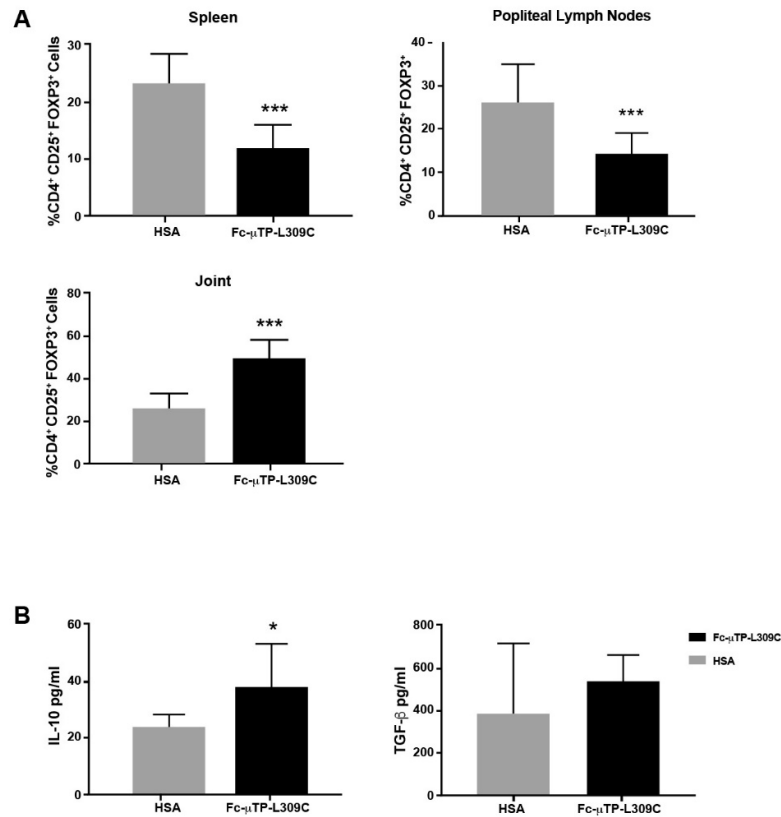 A
Spleen
%CD4⁺ CD25⁺ FOXP3⁺ Cells
30
20
10
0
***
HSA
Fc-μTP-L309C
Popliteal Lymph Nodes
%CD4⁺ CD25⁺ FOXP3⁺
40
30
20
10
0
***
HSA
Fc-μTP-L309C
Joint
%CD4⁺ CD25⁺ FOXP3⁺ Cells
80
60
40
20
0
***
HSA
Fc-μTP-L309C
B
IL-10 pg/ml
60
40
20
0
*
HSA
Fc-μTP-L309C
TGF-β pg/ml
800
600
400
200
0
HSA
Fc-μTP-L309C
Fc-μTP-L309C
HSA